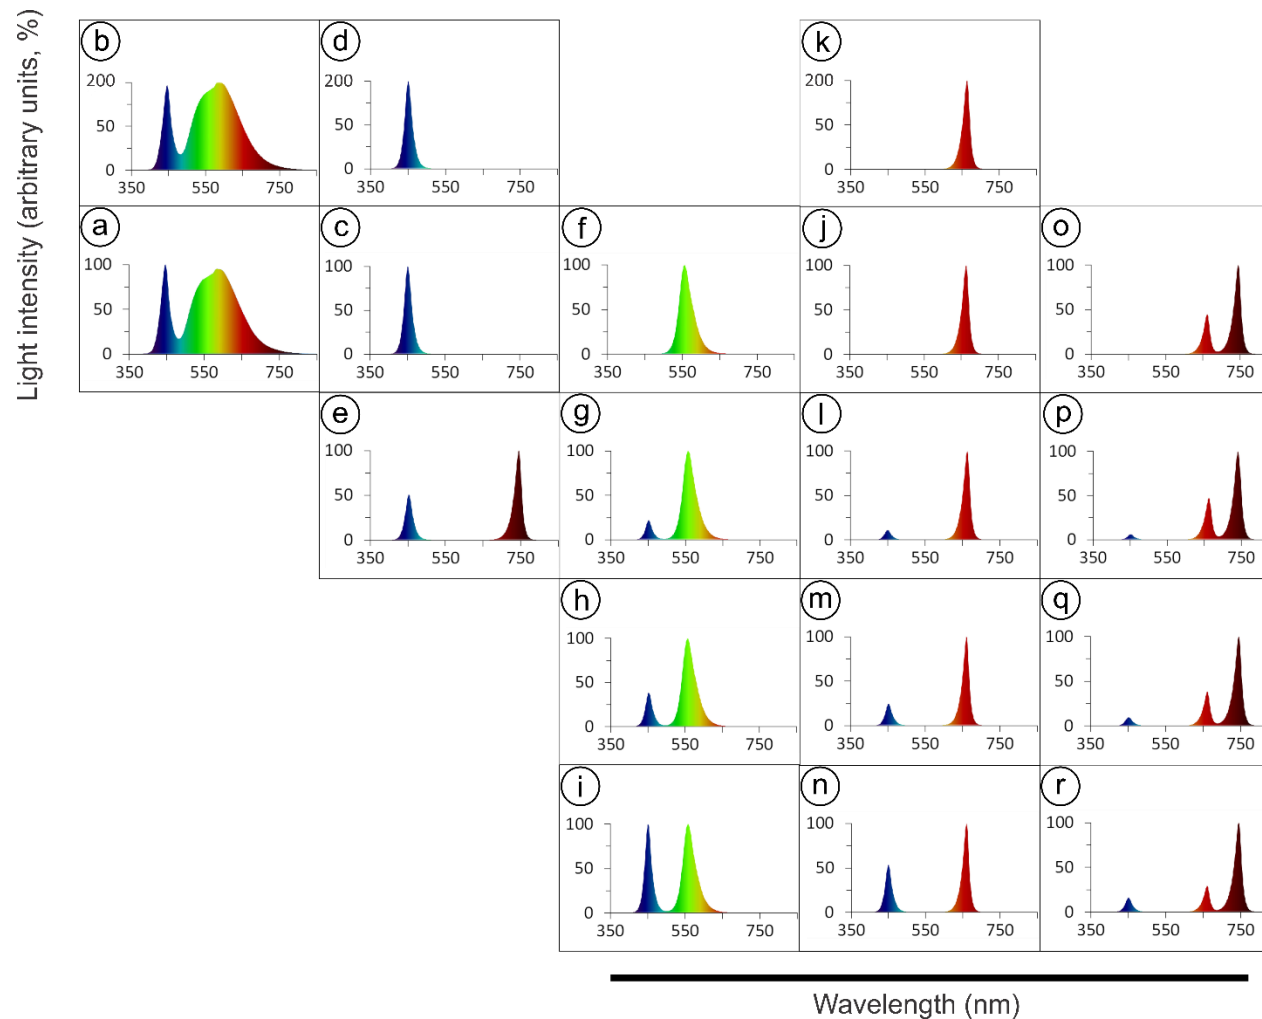 Light intensity (arbitrary units, %)
b d k
200 200 200
50 50 50
0 0 0
350 550 750 350 550 750 350 550 750
a c f j o
100 100 100 100 100
50 50 50 50 50
0 0 0 0 0
350 550 750 350 550 750 350 550 750 350 550 750 350 550 750
e g l p
100 100 100 100
50 50 50 50
0 0 0 0
350 550 750 350 550 750 350 550 750 350 550 750
h m q
100 100 100
50 50 50
0 0 0
350 550 750 350 550 750 350 550 750
i n r
100 100 100
50 50 50
0 0 0
350 550 750 350 550 750 350 550 750
Wavelength (nm)